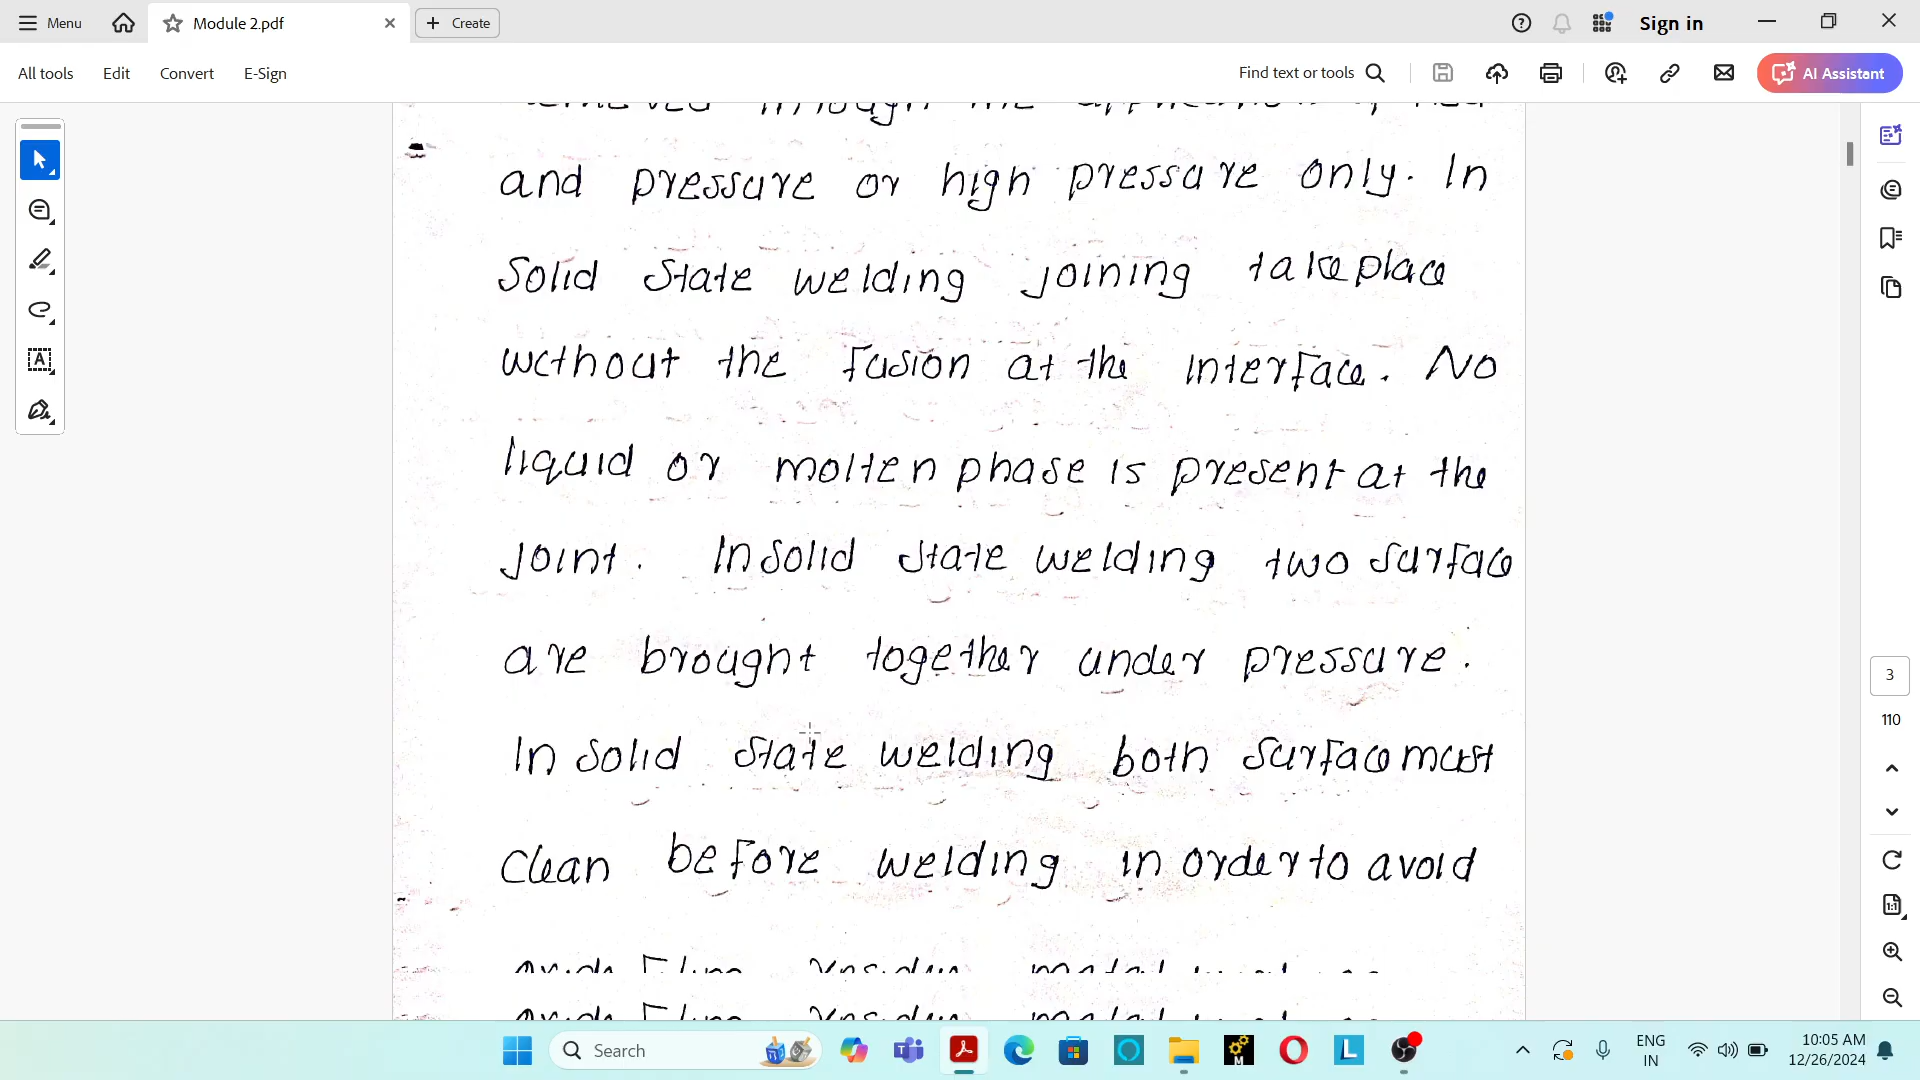 Menu
Module 2.pdf
Create
Sign in
All tools
Edit
Convert
E-Sign
Find text or tools
AI Assistant
through the
and pressure or high pressure only. In
Solid State welding joining takeplace
without the fusion at the interface. No
liquid or molten phase is present at the
joint. In Solid State welding two surface
are brought together under pressure.
In Solid State welding both surface must
clean before welding in order to avoid
3
110
Search
ENG
IN
10:05 AM
12/26/2024